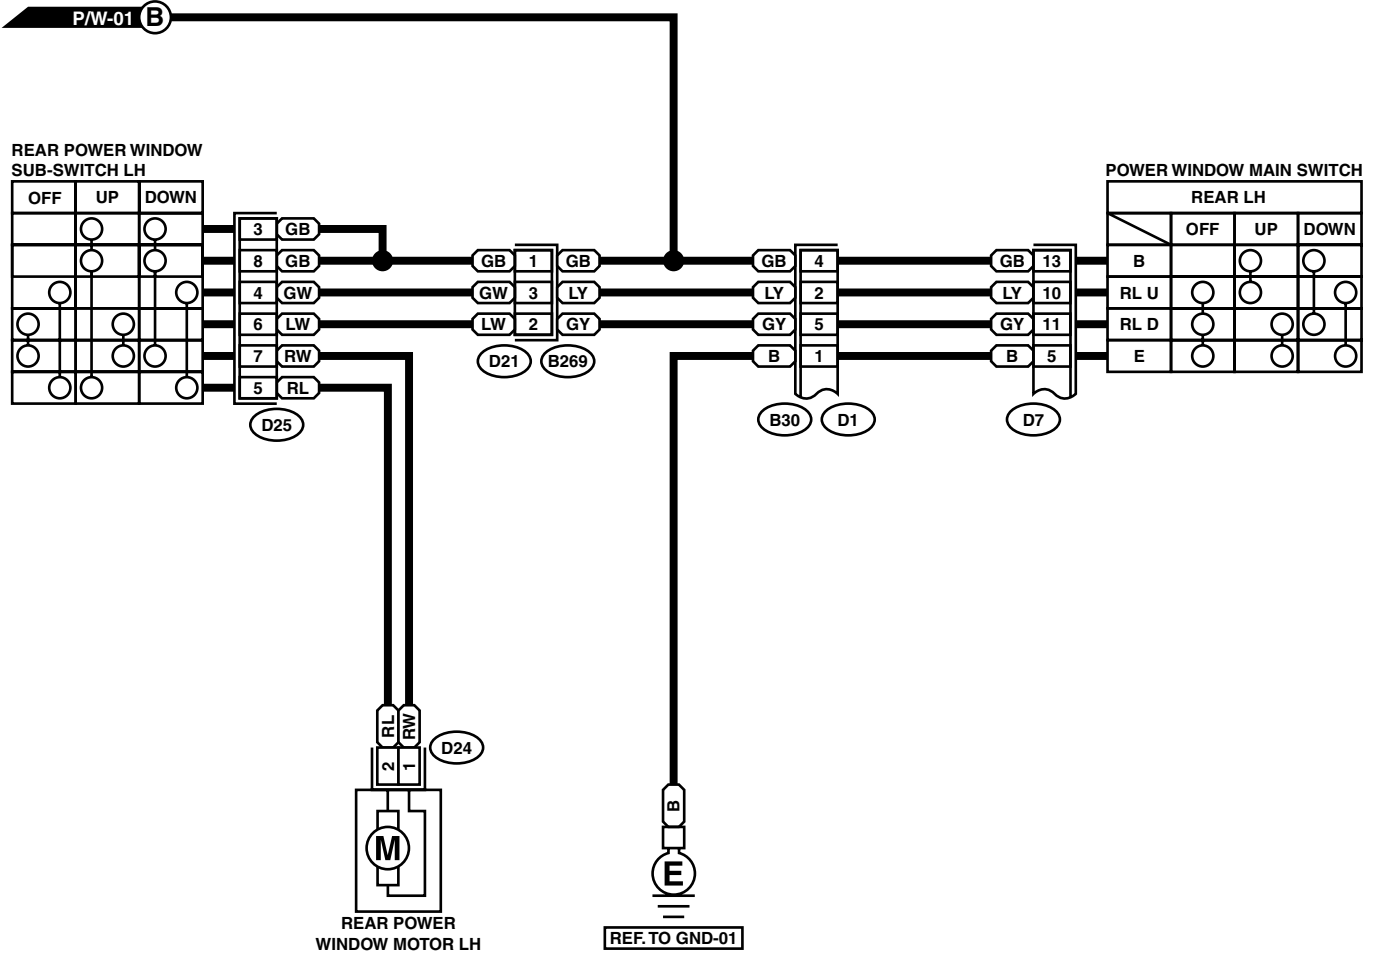 P/W-01 B
REAR POWER WINDOW
SUB-SWITCH LH
OFF UP DOWN
POWER WINDOW MAIN SWITCH
REAR LH
OFF UP DOWN
3 GB
8 GB GB 1 GB GB 4 GB 13 B
4 GW GW 3 LY LY 2 LY 10 RL U
6 LW LW 2 GY GY 5 GY 11 RL D
7 RW B 1 B 5 E
5 RL
D21 B269
D25
B30 D1
D7
RL RW
2 1
D24
M
REAR POWER
WINDOW MOTOR LH
B
E
REF. TO GND-01